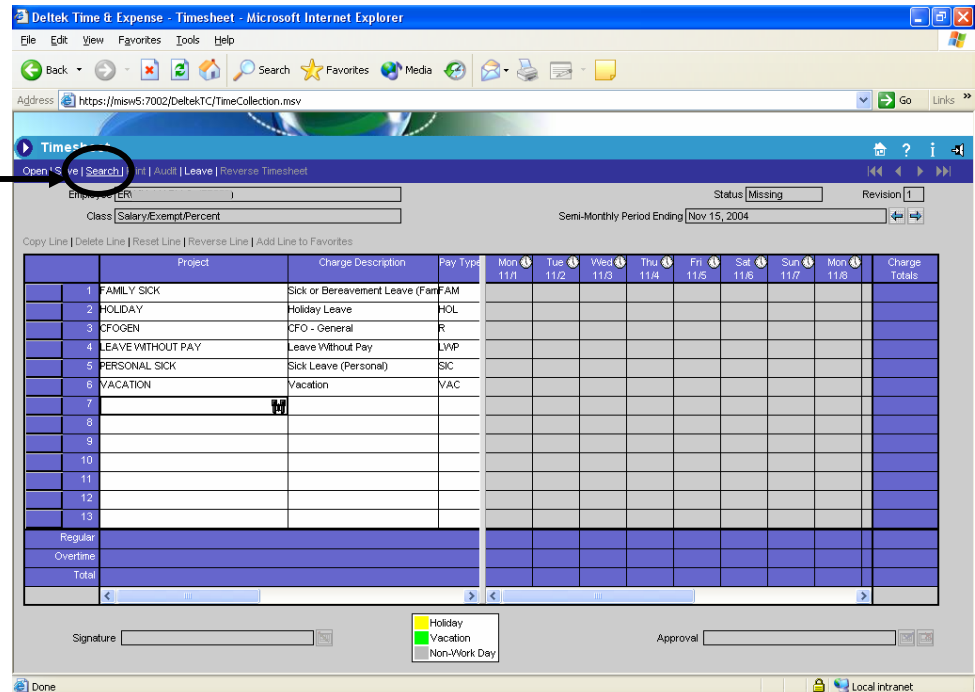 Deltek Time & Expense - Timesheet - Microsoft Internet Explorer
File Edit View Favorites Tools Help
Back Search Favorites Media
Address https://misw5:7002/DeltekTC/TimeCollection.msv Go Links »
Timesheet
Open | Save | Search | Print | Audit | Leave | Reverse Timesheet
Employee ER Status Missing Revision 1
Class Salary/Exempt/Percent Semi-Monthly Period Ending Nov 15, 2004
Copy Line | Delete Line | Reset Line | Reverse Line | Add Line to Favorites
Project Charge Description Pay Type Mon 11/1 Tue 11/2 Wed 11/3 Thu 11/4 Fri 11/5 Sat 11/6 Sun 11/7 Mon 11/8 Charge Totals
1 FAMILY SICK Sick or Bereavement Leave (Fam FAM
2 HOLIDAY Holiday Leave HOL
3 CFOGEN CFO - General R
4 LEAVE WITHOUT PAY Leave Without Pay LWP
5 PERSONAL SICK Sick Leave (Personal) SIC
6 VACATION Vacation VAC
7
8
9
10
11
12
13
Regular
Overtime
Total
Holiday
Signature Vacation Approval
Non-Work Day
Done Local intranet